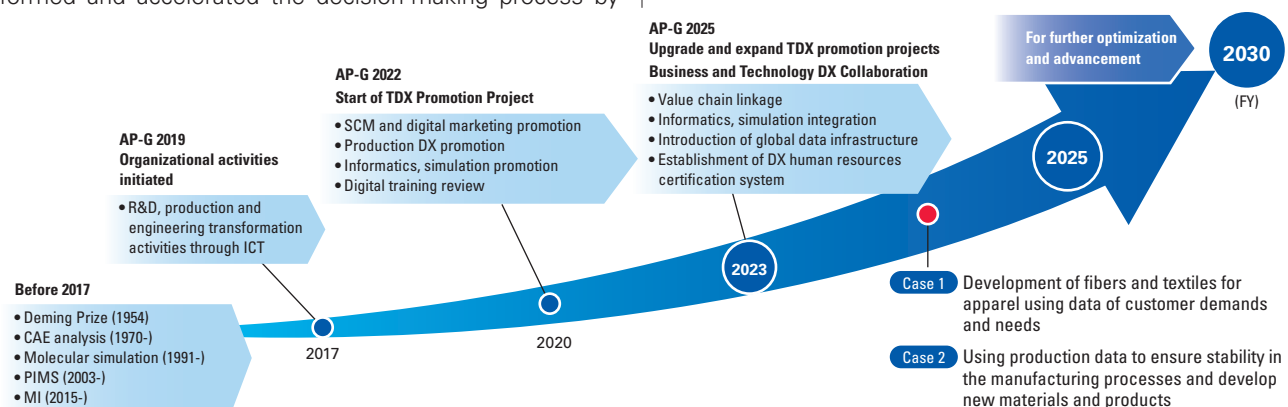 formed and accelerated the decision-making process by
Before 2017
• Deming Prize (1954)
• CAE analysis (1970-)
• Molecular simulation (1991-)
• PIMS (2003-)
• MI (2015-)
AP-G 2019
Organizational activities
initiated
• R&D, production and
engineering transformation
activities through ICT
2017
AP-G 2022
Start of TDX Promotion Project
• SCM and digital marketing promotion
• Production DX promotion
• Informatics, simulation promotion
• Digital training review
2020
AP-G 2025
Upgrade and expand TDX promotion projects
Business and Technology DX Collaboration
• Value chain linkage
• Informatics, simulation integration
• Introduction of global data infrastructure
• Establishment of DX human resources
certification system
2023
2025
For further optimization
and advancement
2030
(FY)
Case 1 Development of fibers and textiles for
apparel using data of customer demands
and needs
Case 2 Using production data to ensure stability in
the manufacturing processes and develop
new materials and products